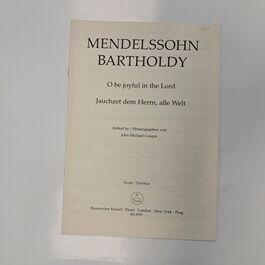 MENDELSSOHN
BARTHOLDY
O be joyful in the Lord
Jauchzet dem Herrn, alle Welt
Edited by / Herausgegeben von
John Michael Cooper
Score / Partitur
Bärenreiter Kassel · Basel · London · New York · Prag